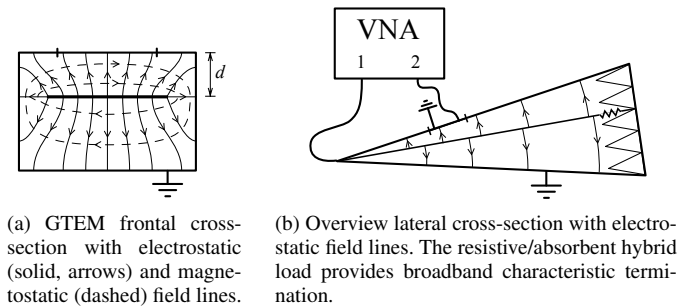 d
VNA
1 2
(a) GTEM frontal cross-
section with electrostatic
(solid, arrows) and magne-
tostatic (dashed) field lines.
(b) Overview lateral cross-section with electro-
static field lines. The resistive/absorbent hybrid
load provides broadband characteristic termi-
nation.